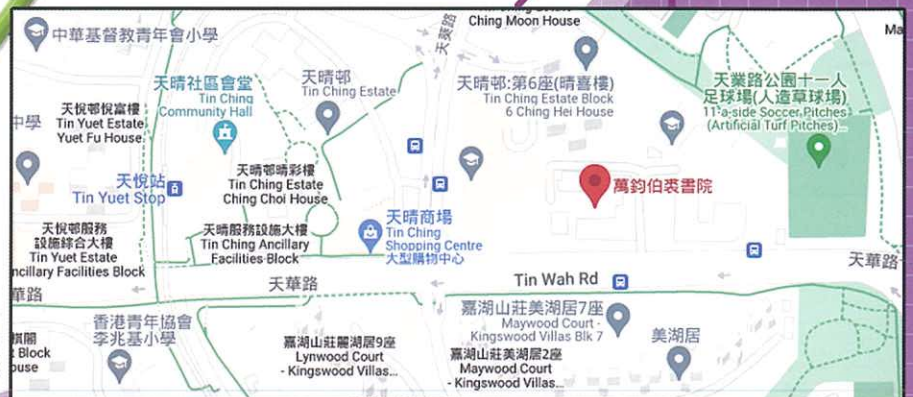 Ching Moon House
天葵路
中華基督教青年會小學
天晴社區會堂
Tin Ching
Community Hall
天晴邨
Tin Ching Estate
天晴邨:第6座(晴喜樓)
Tin Ching Estate Block
6 Ching Hei House
天業路公園十一人
足球場(人造草球場)
11-a-side Soccer Pitches
(Artificial Turf Pitches)...
天悅邨悅富樓
Tin Yuet Estate
Yuet Fu House
中學
天悅站
Tin Yuet Stop
天晴邨晴彩樓
Tin Ching Estate
Ching Choi House
萬鈞伯裘書院
天悅邨服務
設施綜合大樓
Tin Yuet Estate
ncillary Facilities Block
天晴服務設施大樓
Tin Ching Ancillary
Facilities Block
天晴商場
Tin Ching
Shopping Centre
大型購物中心
天華路
Tin Wah Rd
天華路
華路
香港青年協會
李兆基小學
嘉湖山莊麗湖居9座
Lynwood Court
- Kingswood Villas...
嘉湖山莊美湖居7座
Maywood Court -
Kingswood Villas Blk 7
嘉湖山莊美湖居2座
Maywood Court
- Kingswood Villas...
美湖居
Block
ouse
Ma